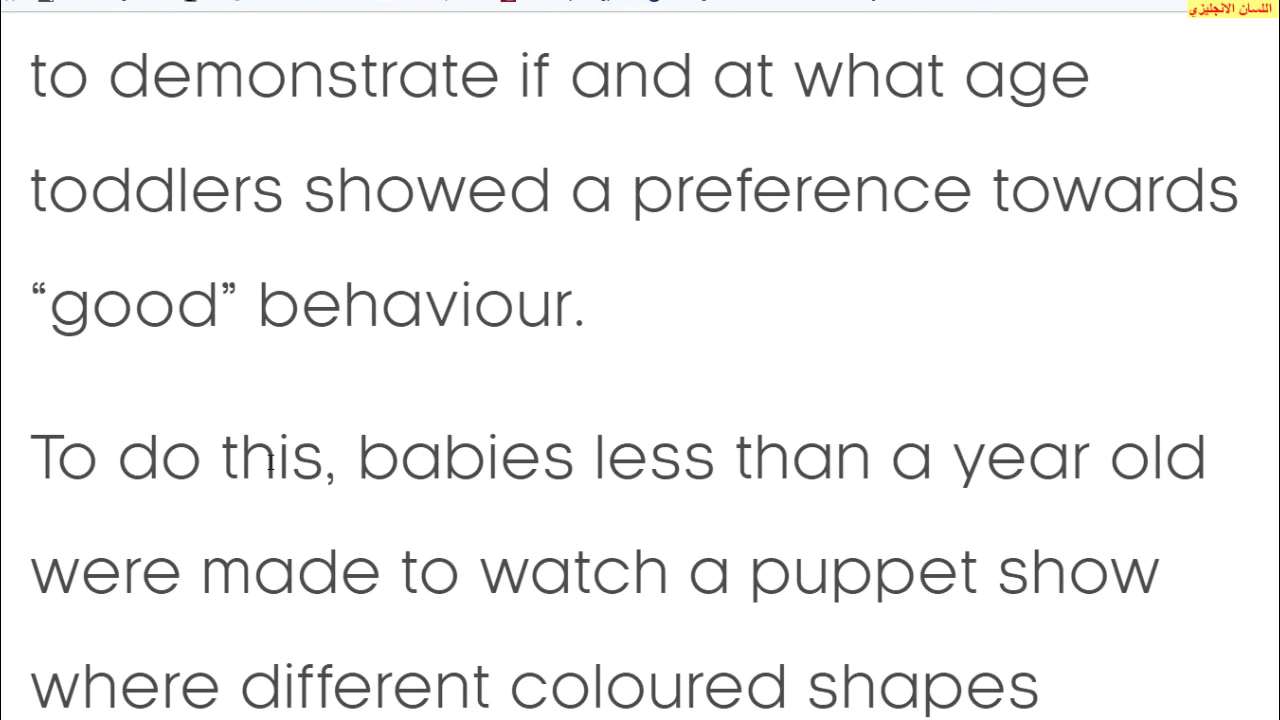 اللسان الانجليزي
to demonstrate if and at what age
toddlers showed a preference towards
“good” behaviour.
To do this, babies less than a year old
were made to watch a puppet show
where different coloured shapes